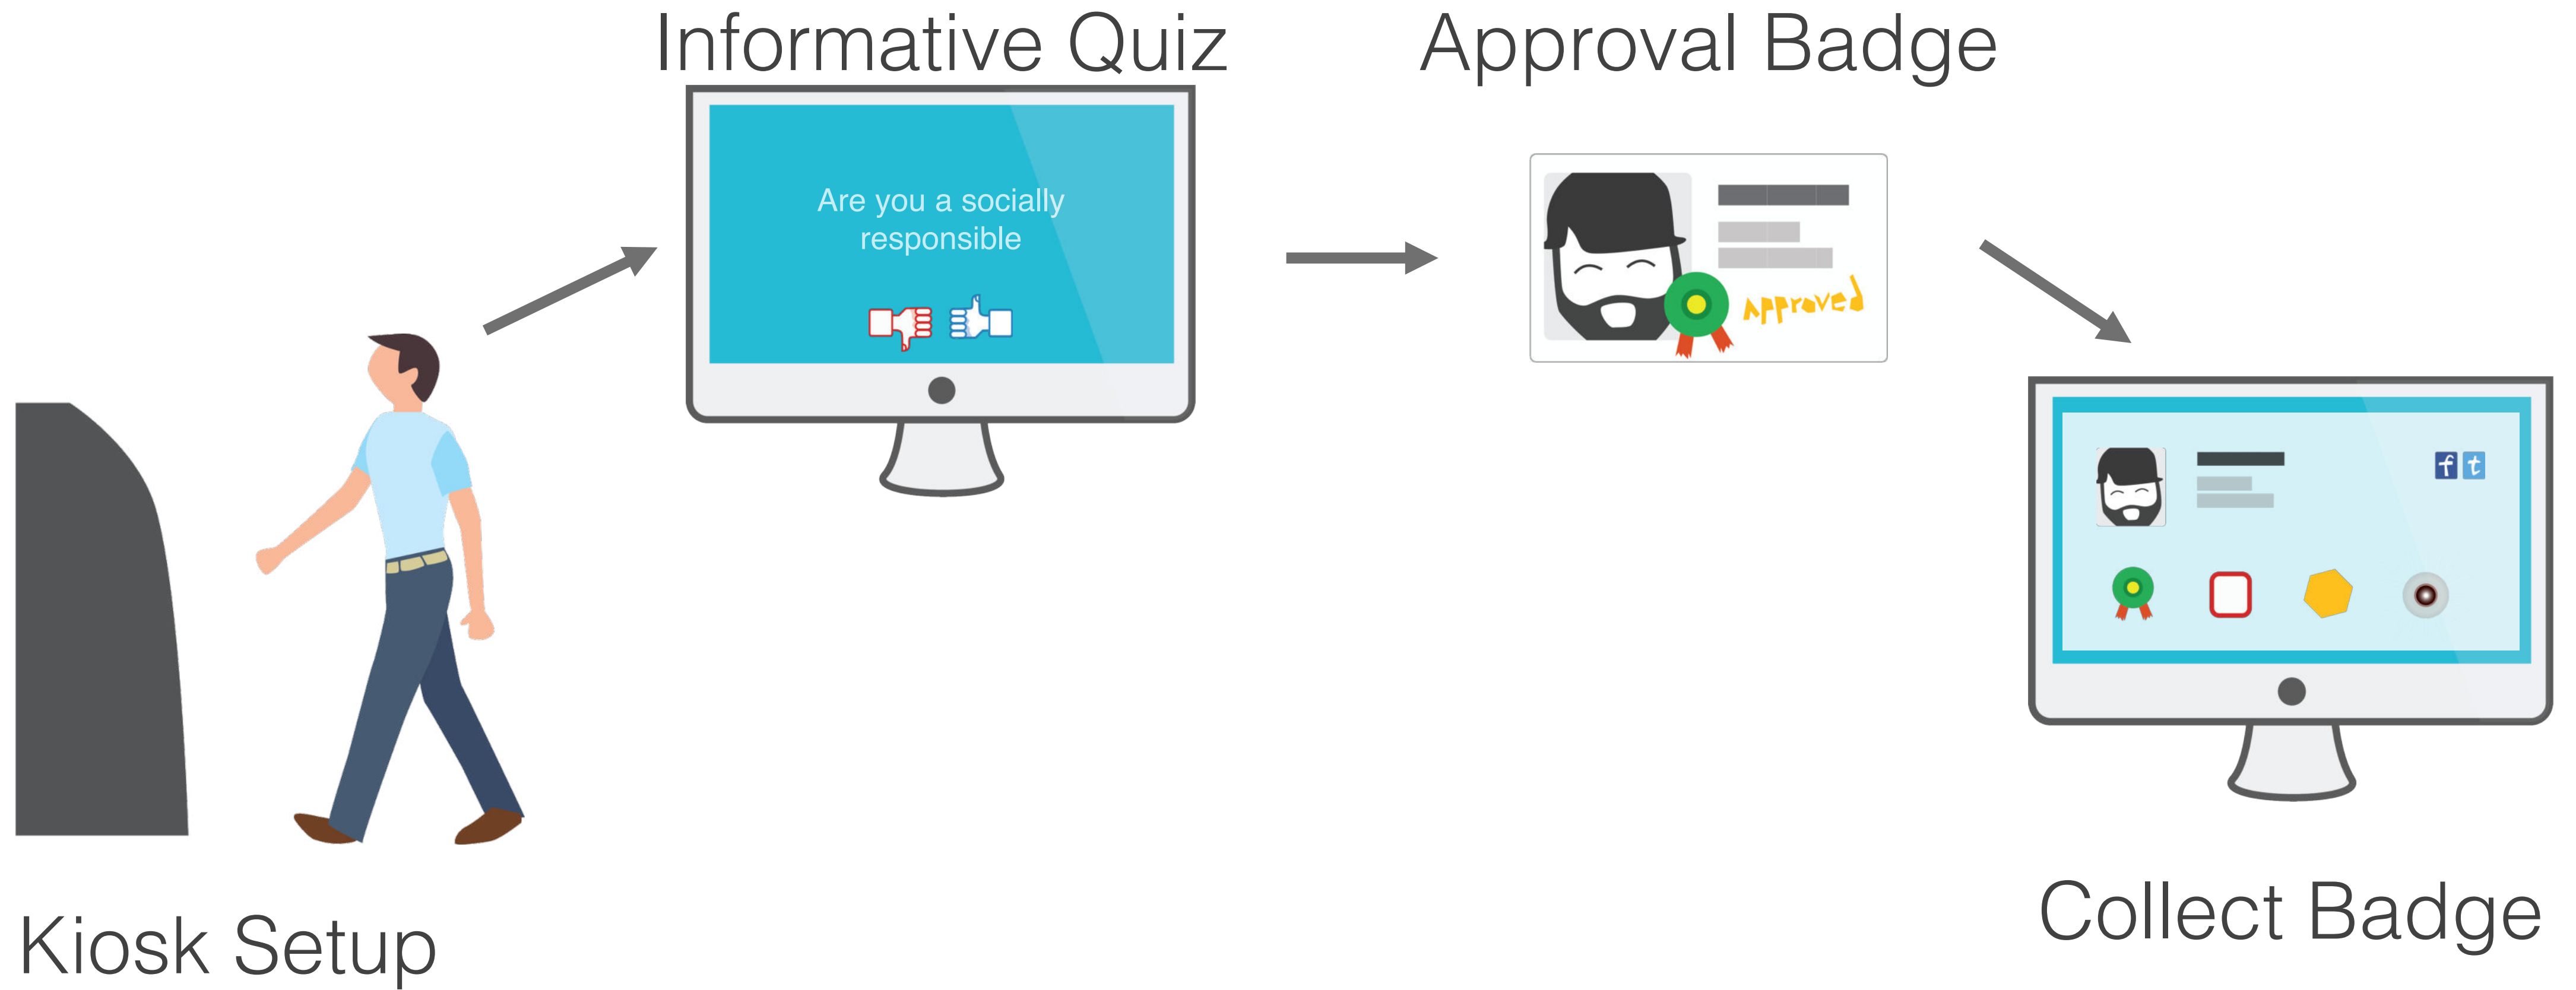 Informative Quiz
Approval Badge
Are you a socially
responsible
Approved
f t
Kiosk Setup
Collect Badge